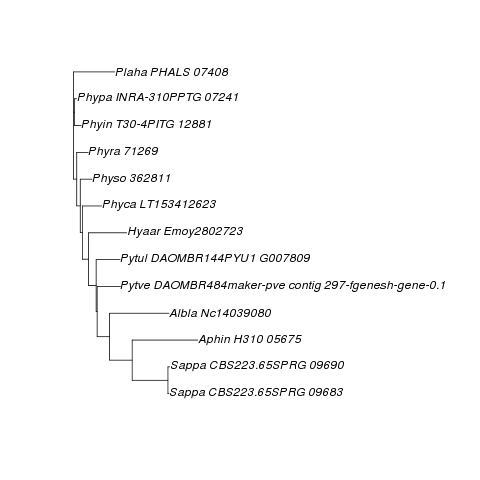 Plaha PHALS 07408
Phypa INRA-310PPTG 07241
Phyin T30-4PITG 12881
Phyra 71269
Physo 362811
Phyca LT153412623
Hyaar Emoy2802723
Pytul DAOMBR144PYU1 G007809
Pytve DAOMBR484maker-pve contig 297-fgenesh-gene-0.1
Albla Nc14039080
Aphin H310 05675
Sappa CBS223.65SPRG 09690
Sappa CBS223.65SPRG 09683